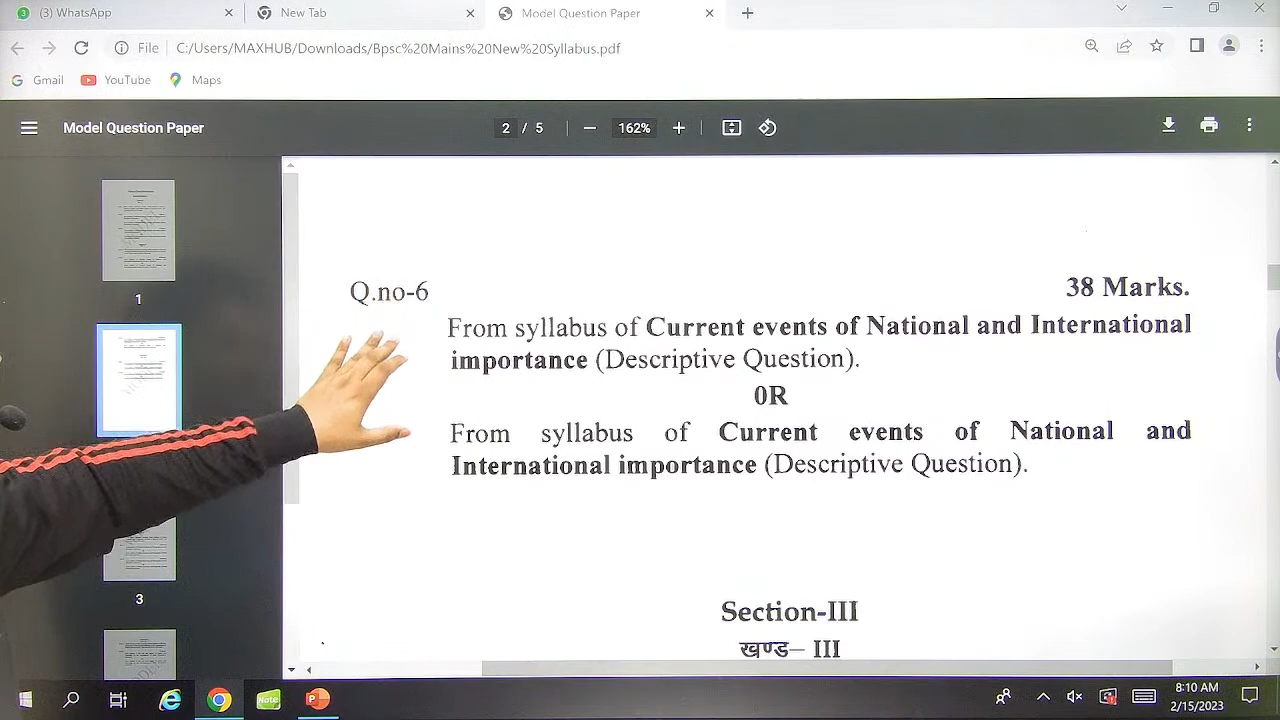 (3) WhatsApp
New Tab
Model Question Paper
File
C:/Users/MAXHUB/Downloads/Bpsc%20Mains%20New%20Syllabus.pdf
Gmail
YouTube
Maps
Model Question Paper
2 / 5
162%
1
3
Q.no-6
38 Marks.
From syllabus of Current events of National and International
importance (Descriptive Question).
0R
From syllabus of Current events of National and
International importance (Descriptive Question).
Section-III
खण्ड– III
Note
8:10 AM
2/15/2023